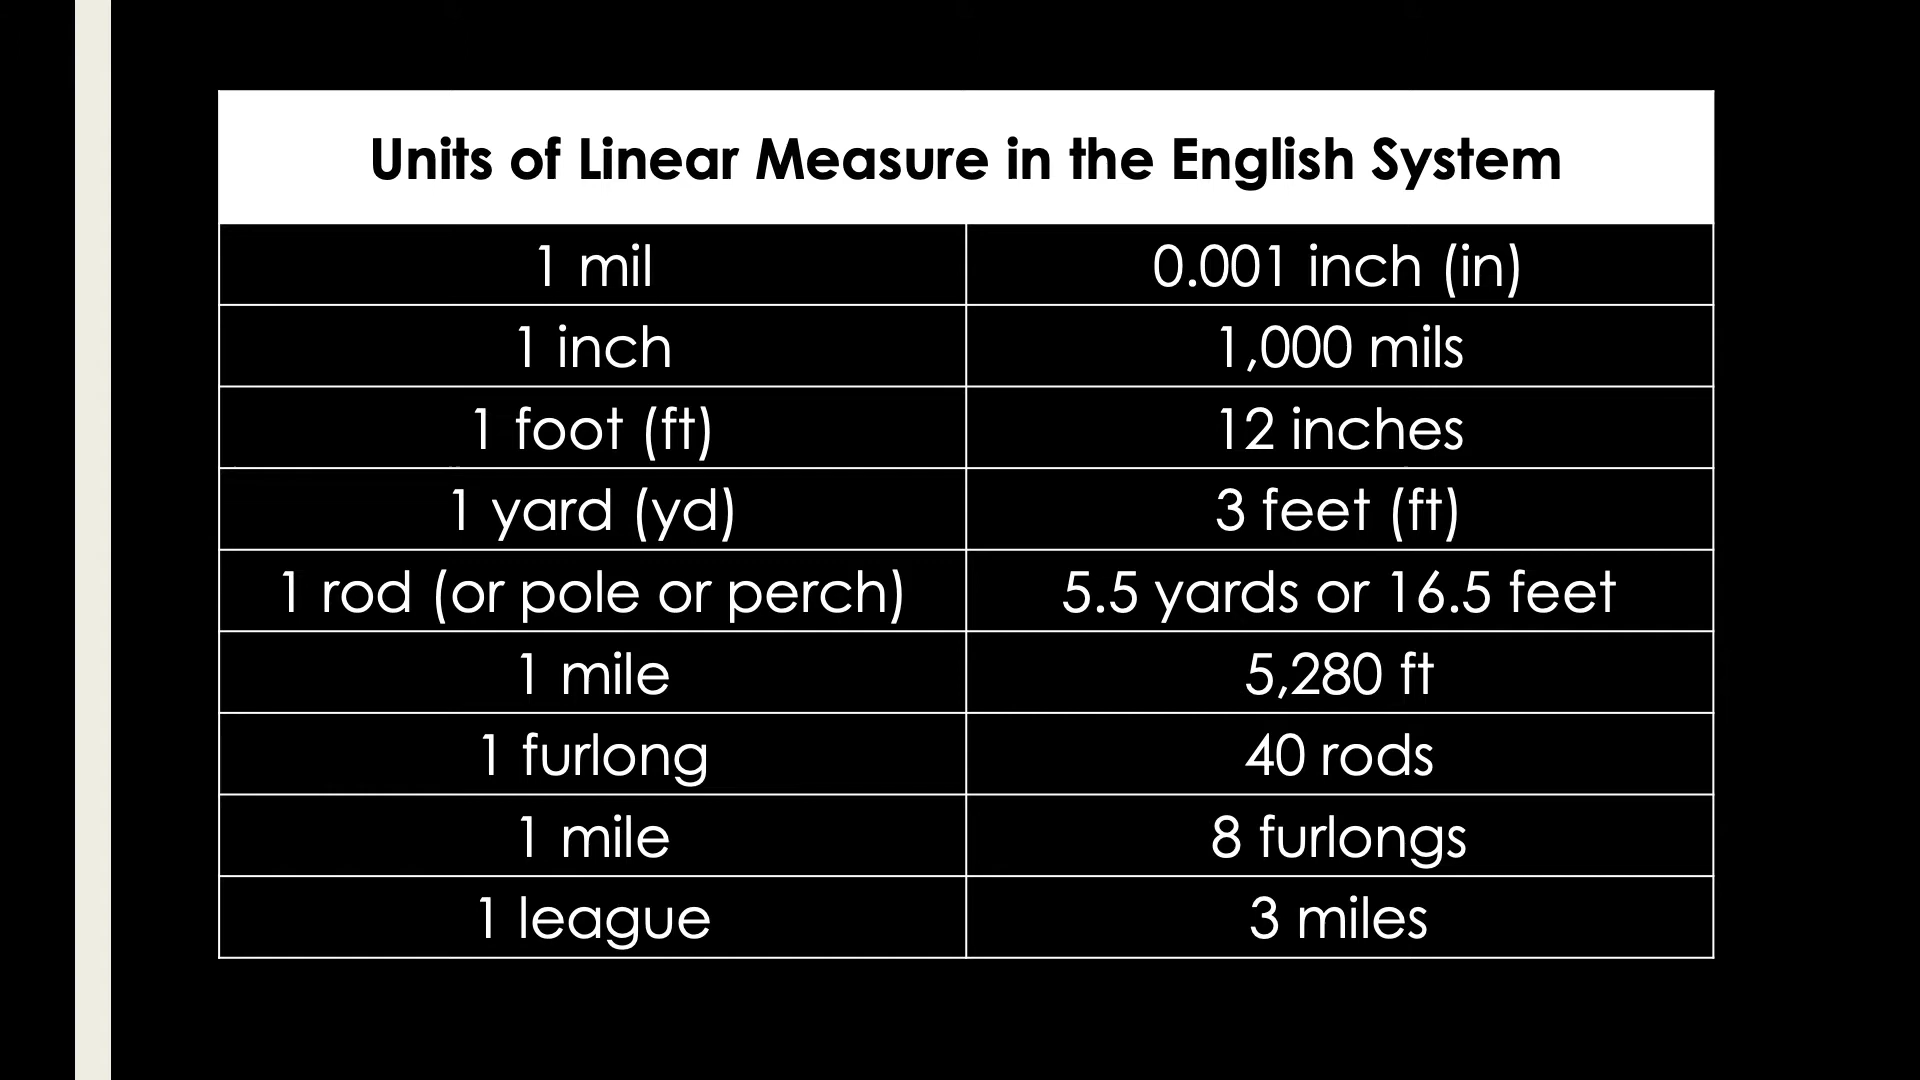 Units of Linear Measure in the English System
1 mil 0.001 inch (in)
1 inch 1,000 mils
1 foot (ft) 12 inches
1 yard (yd) 3 feet (ft)
1 rod (or pole or perch) 5.5 yards or 16.5 feet
1 mile 5,280 ft
1 furlong 40 rods
1 mile 8 furlongs
1 league 3 miles